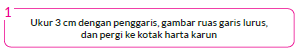 1
Ukur 3 cm dengan penggaris, gambar ruas garis lurus,
dan pergi ke kotak harta karun